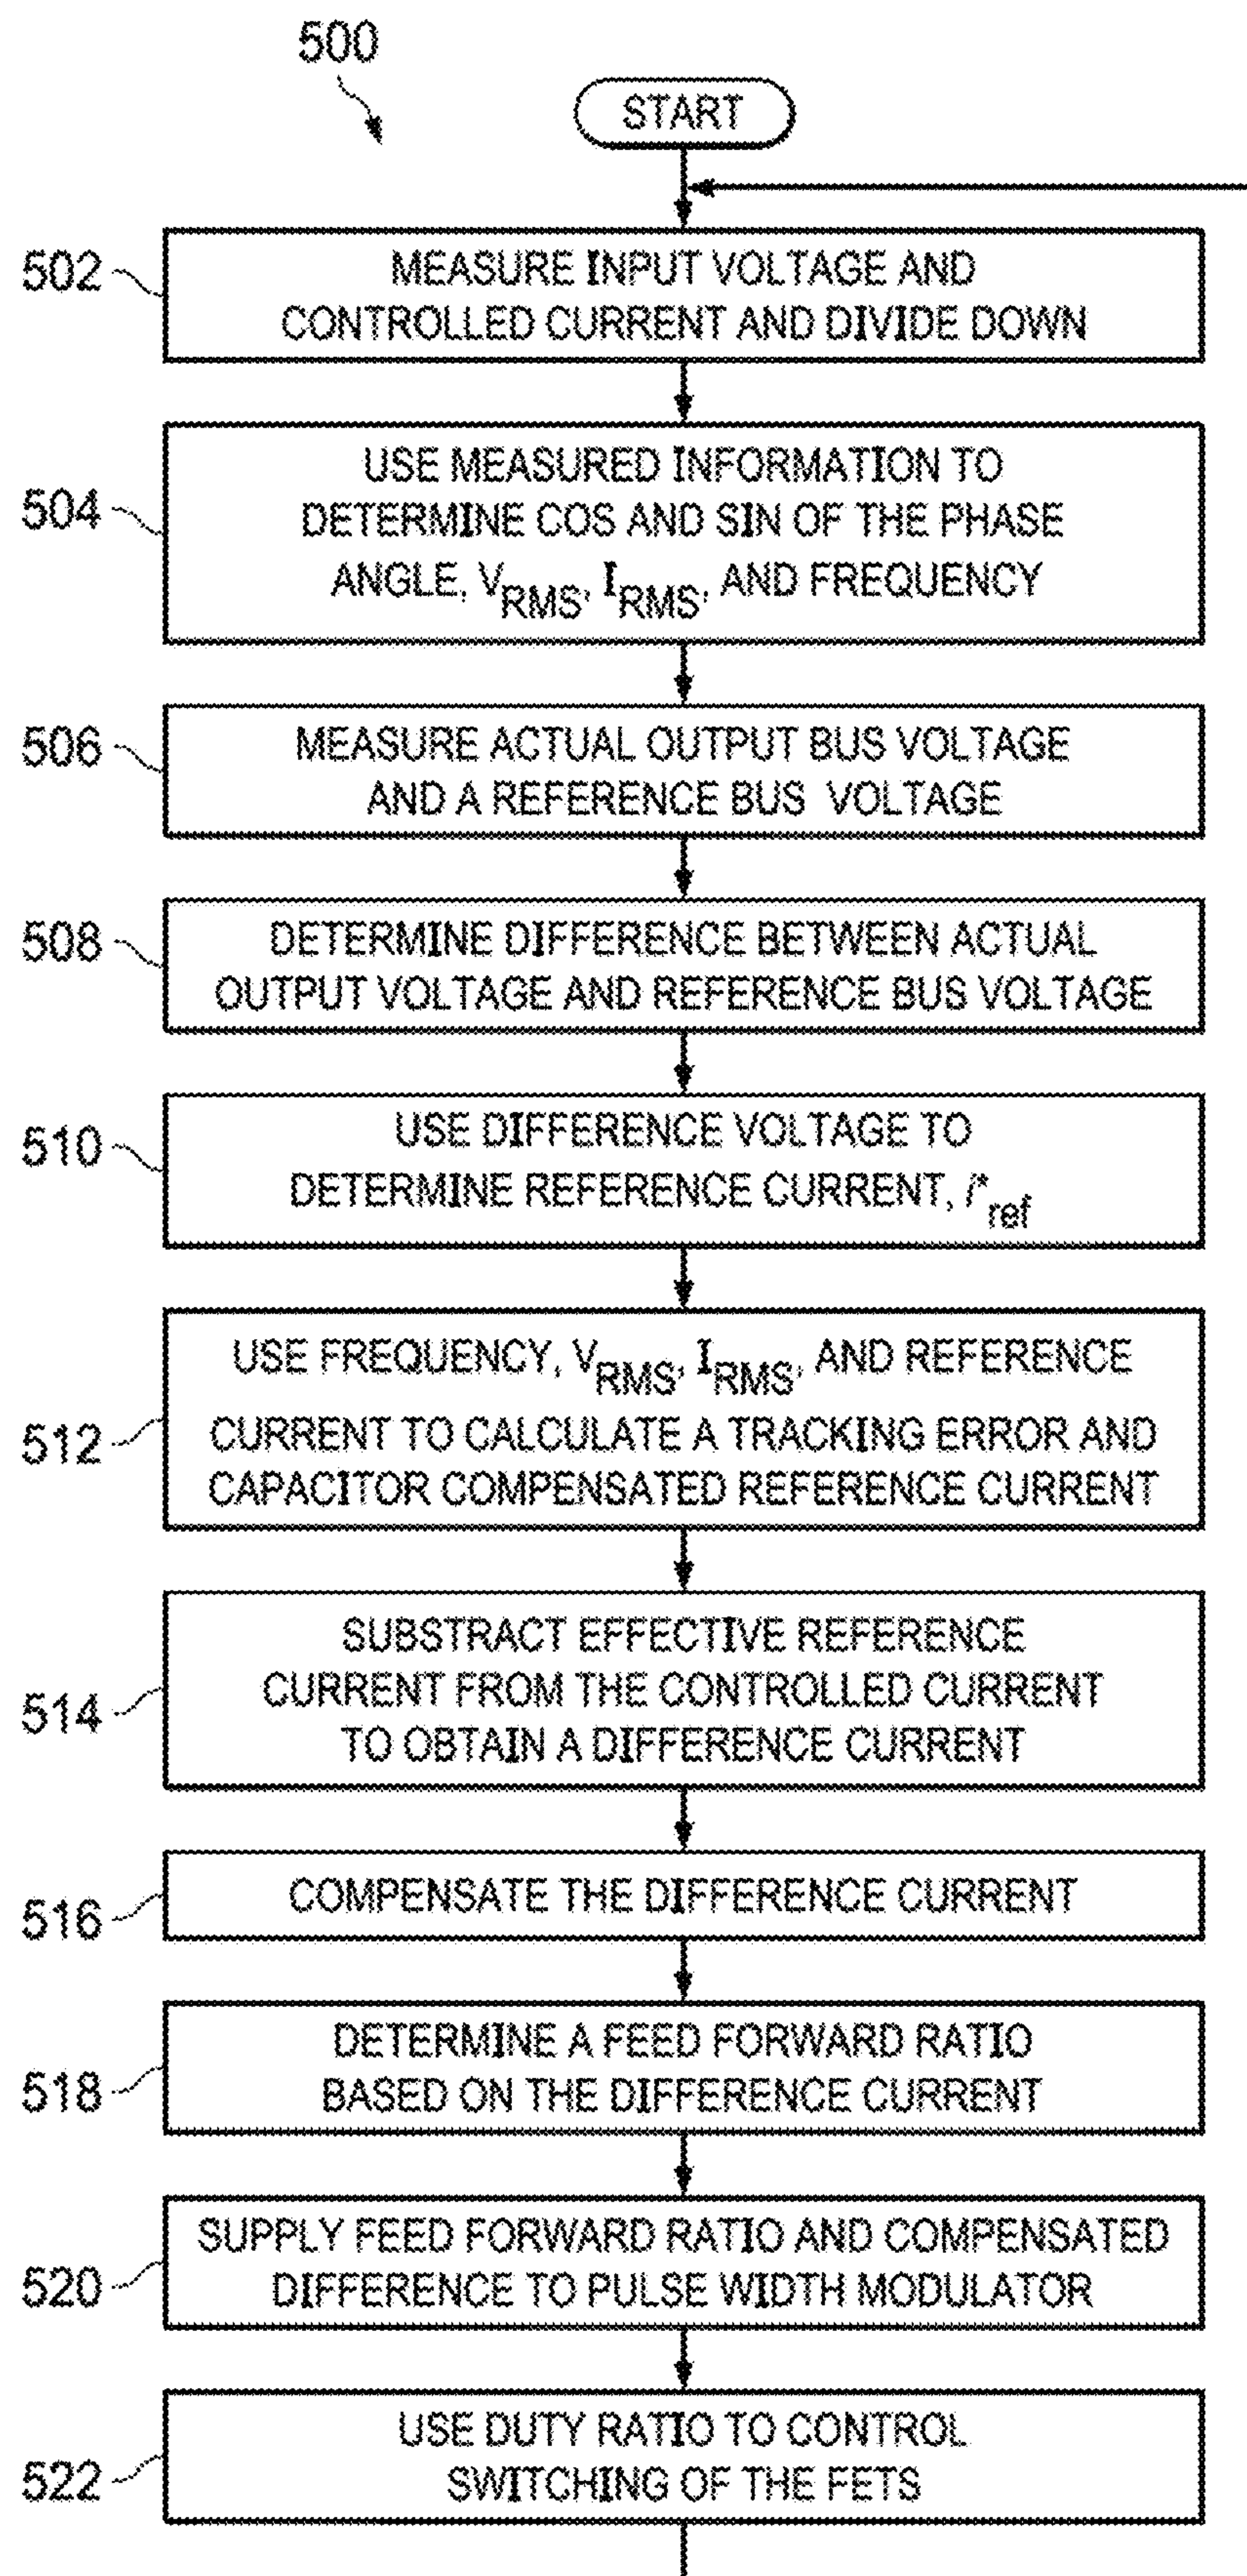 500
START
502
MEASURE INPUT VOLTAGE AND
CONTROLLED CURRENT AND DIVIDE DOWN
504
USE MEASURED INFORMATION TO
DETERMINE COS AND SIN OF THE PHASE
ANGLE, VRMS, IRMS, AND FREQUENCY
506
MEASURE ACTUAL OUTPUT BUS VOLTAGE
AND A REFERENCE BUS VOLTAGE
508
DETERMINE DIFFERENCE BETWEEN ACTUAL
OUTPUT VOLTAGE AND REFERENCE BUS VOLTAGE
510
USE DIFFERENCE VOLTAGE TO
DETERMINE REFERENCE CURRENT, i*ref
512
USE FREQUENCY, VRMS, IRMS, AND REFERENCE
CURRENT TO CALCULATE A TRACKING ERROR AND
CAPACITOR COMPENSATED REFERENCE CURRENT
514
SUBSTRACT EFFECTIVE REFERENCE
CURRENT FROM THE CONTROLLED CURRENT
TO OBTAIN A DIFFERENCE CURRENT
516
COMPENSATE THE DIFFERENCE CURRENT
518
DETERMINE A FEED FORWARD RATIO
BASED ON THE DIFFERENCE CURRENT
520
SUPPLY FEED FORWARD RATIO AND COMPENSATED
DIFFERENCE TO PULSE WIDTH MODULATOR
522
USE DUTY RATIO TO CONTROL
SWITCHING OF THE FETS